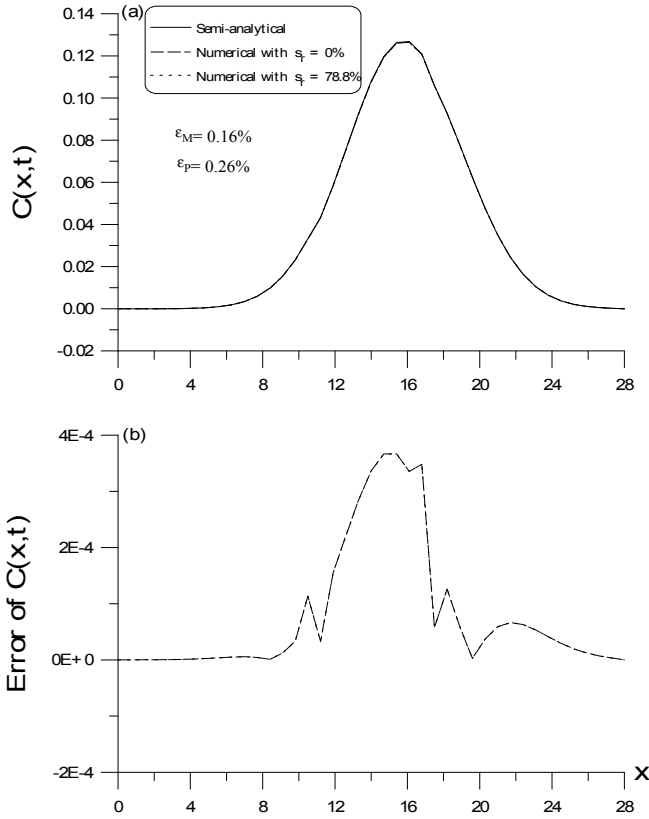 (a)
Semi-analytical
Numerical with sr = 0%
Numerical with sr = 78.8%
εM= 0.16%
εP= 0.26%
C(x,t)
0.14
0.12
0.10
0.08
0.06
0.04
0.02
0.00
-0.02
0 4 8 12 16 20 24 28
(b)
Error of C(x,t)
4E-4
2E-4
0E+0
-2E-4
x
0 4 8 12 16 20 24 28